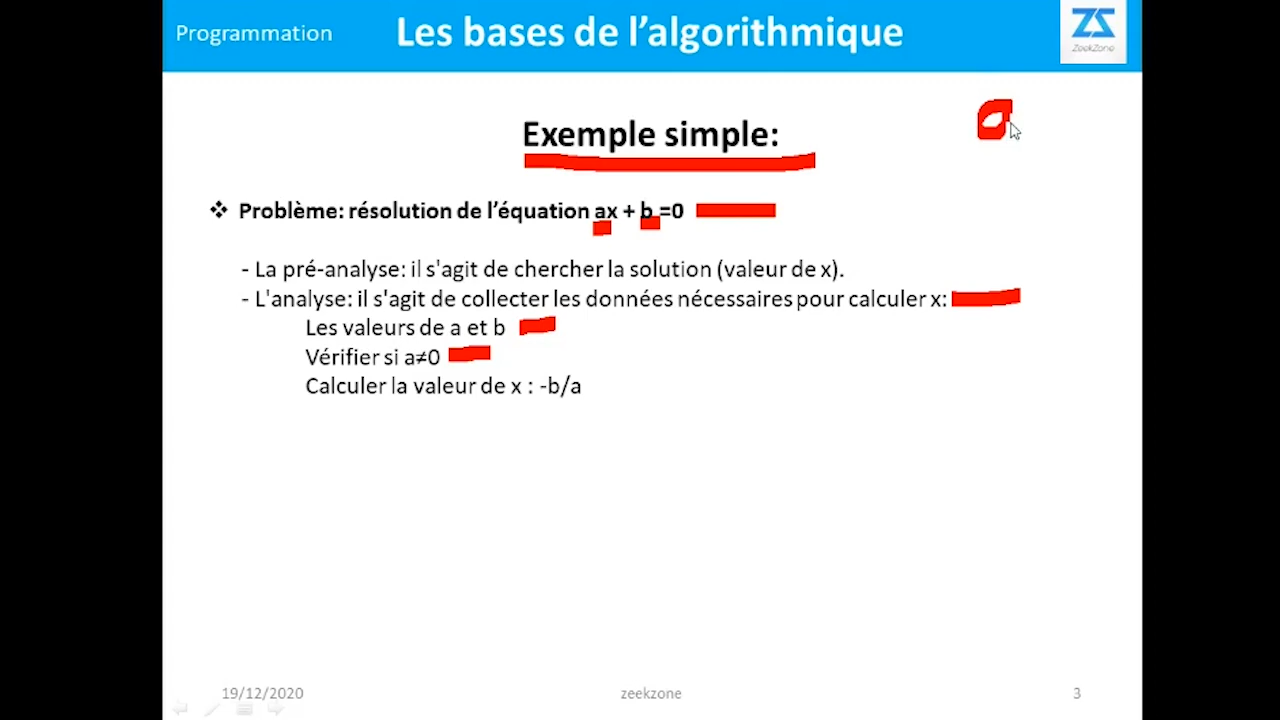 Programmation
Les bases de l'algorithmique
ZS
ZeekZone
Exemple simple:
❖ Problème: résolution de l'équation ax + b =0
- La pré-analyse: il s'agit de chercher la solution (valeur de x).
- L'analyse: il s'agit de collecter les données nécessaires pour calculer x:
Les valeurs de a et b
Vérifier si a≠0
Calculer la valeur de x : -b/a
19/12/2020
zeekzone
3